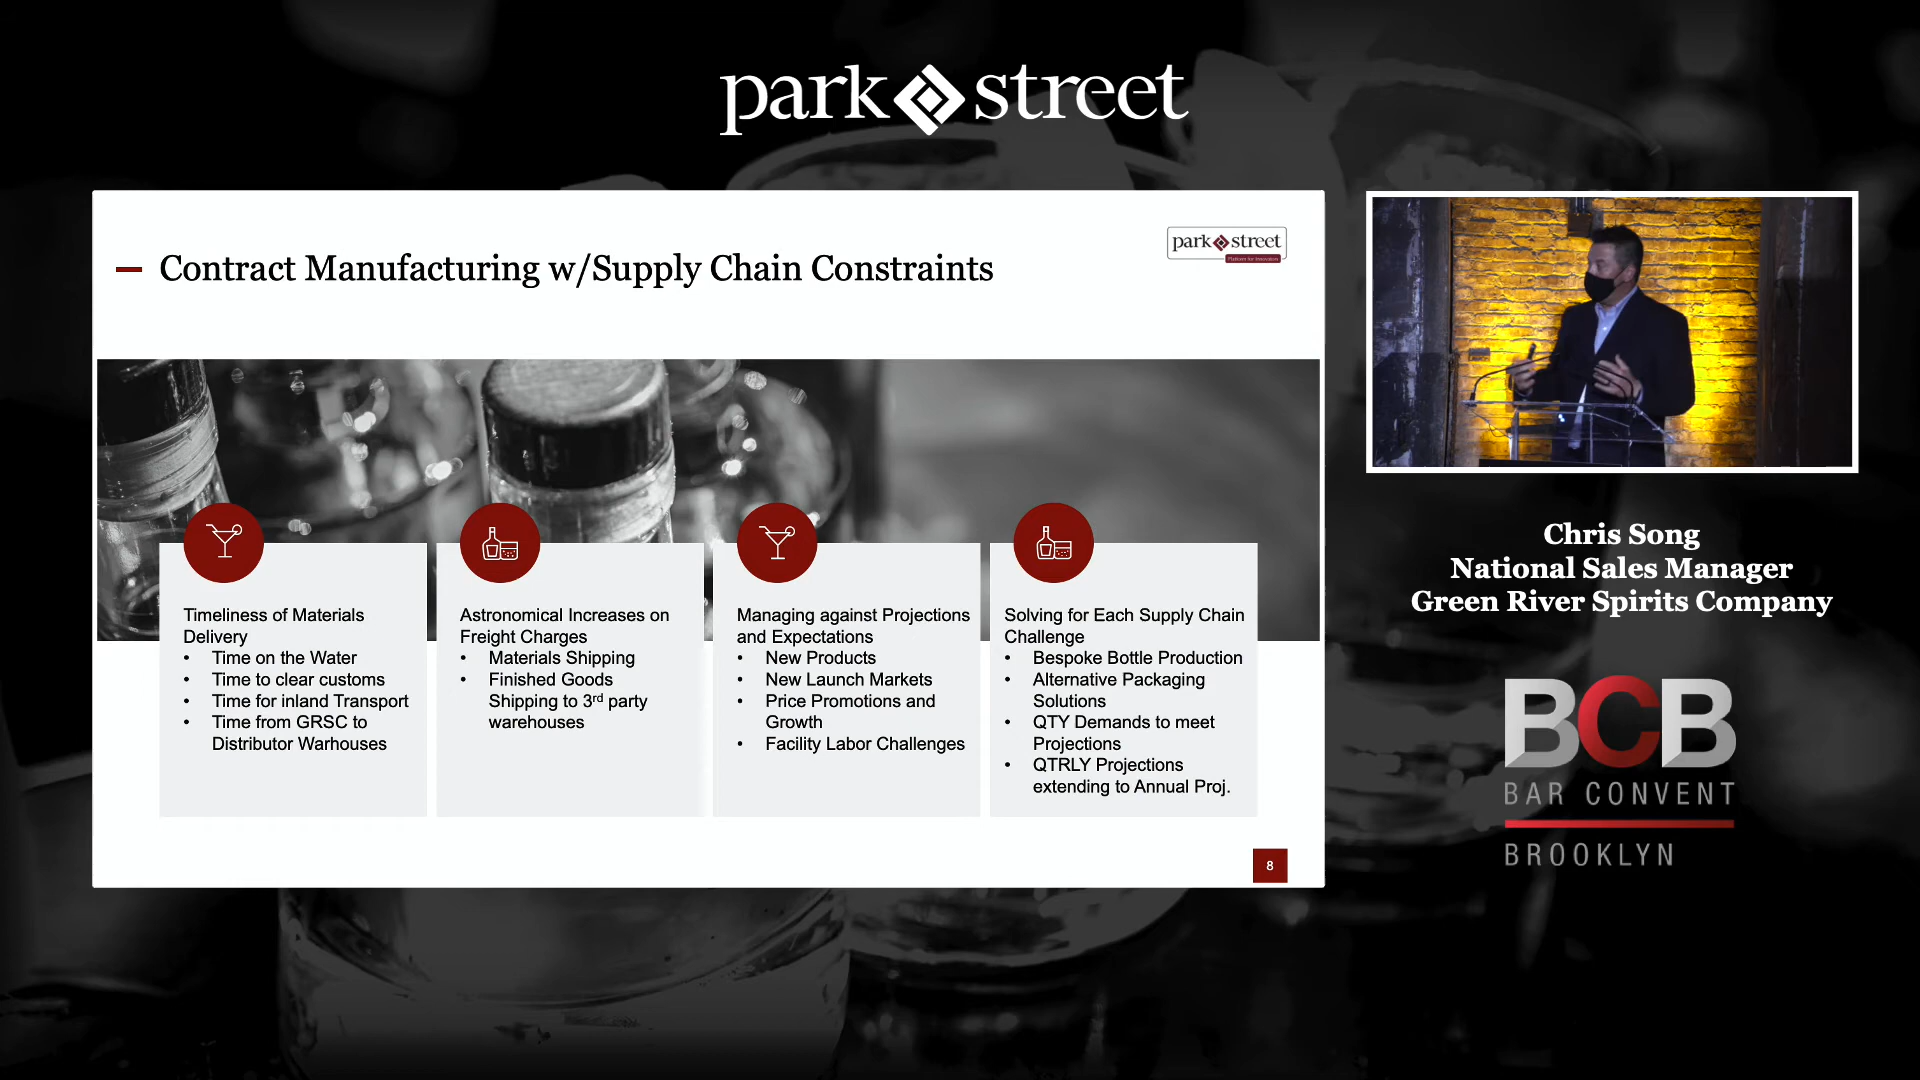 park street
Contract Manufacturing w/Supply Chain Constraints
park street
Platform for Innovation
Timeliness of Materials
Delivery
• Time on the Water
• Time to clear customs
• Time for inland Transport
• Time from GRSC to
Distributor Warhouses
Astronomical Increases on
Freight Charges
• Materials Shipping
• Finished Goods
Shipping to 3rd party
warehouses
Managing against Projections
and Expectations
• New Products
• New Launch Markets
• Price Promotions and
Growth
• Facility Labor Challenges
Solving for Each Supply Chain
Challenge
• Bespoke Bottle Production
• Alternative Packaging
Solutions
• QTY Demands to meet
Projections
• QTRLY Projections
extending to Annual Proj.
8
Chris Song
National Sales Manager
Green River Spirits Company
BCB
BAR CONVENT
BROOKLYN